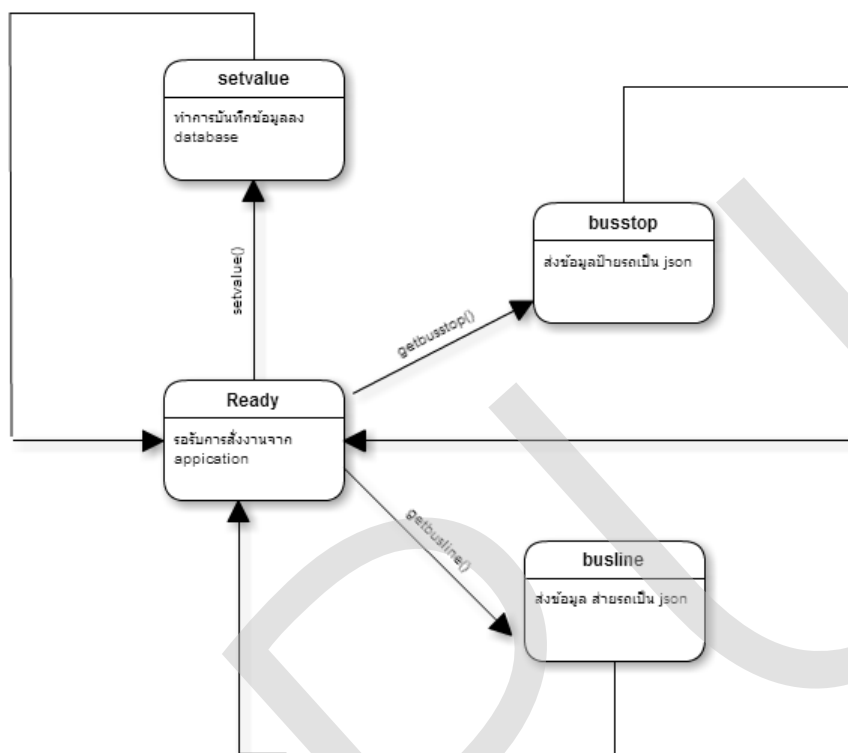 setvalue
ทำการบันทึกข้อมูลลง
database
setvalue()
busstop
ส่งข้อมูลป้ายรถเป็น json
getbusstop()
Ready
รอรับการสั่งงานจาก
appication
getbusline()
busline
ส่งข้อมูล สายรถเป็น json